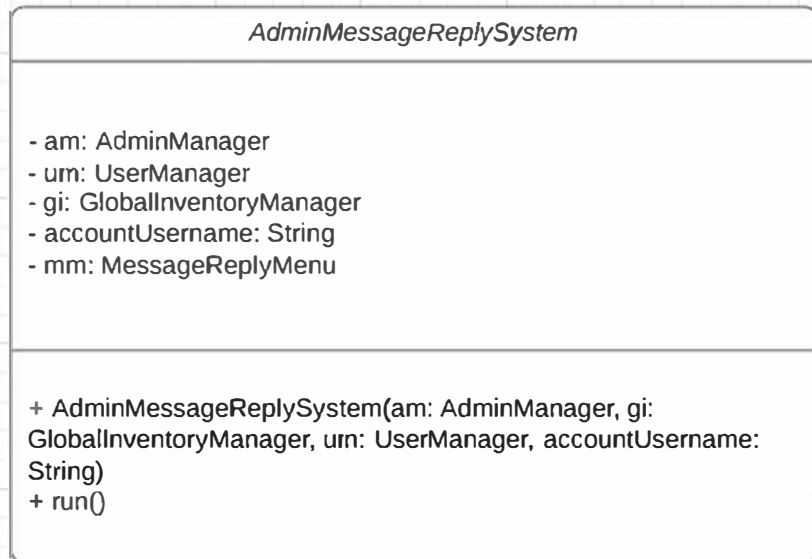 AdminMessageReplySystem
- am: AdminManager
- um: UserManager
- gi: GlobalInventoryManager
- accountUsername: String
- mm: MessageReplyMenu
+ AdminMessageReplySystem(am: AdminManager, gi:
GlobalInventoryManager, um: UserManager, accountUsername:
String)
+ run()